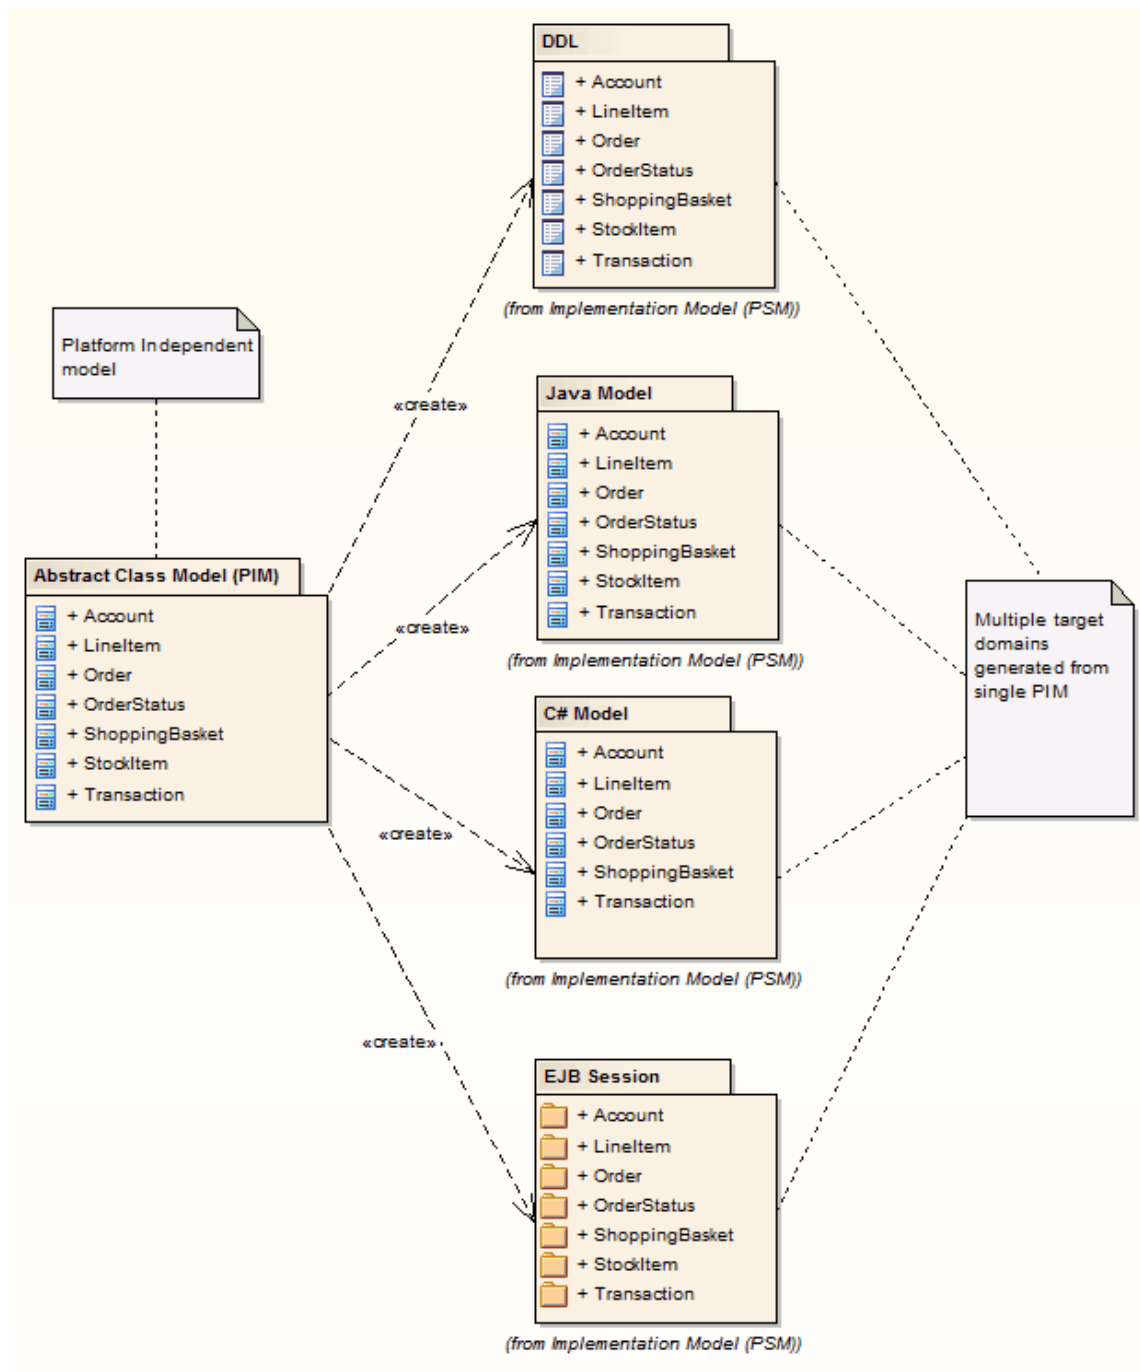 DDL
+ Account
+ LineItem
+ Order
+ OrderStatus
+ ShoppingBasket
+ StockItem
+ Transaction
(from Implementation Model (PSM))
Platform Independent
model
«create»
Java Model
+ Account
+ LineItem
+ Order
+ OrderStatus
+ ShoppingBasket
+ StockItem
+ Transaction
(from Implementation Model (PSM))
«create»
Abstract Class Model (PIM)
+ Account
+ LineItem
+ Order
+ OrderStatus
+ ShoppingBasket
+ StockItem
+ Transaction
Multiple target
domains
generated from
single PIM
C# Model
+ Account
+ LineItem
+ Order
+ OrderStatus
+ ShoppingBasket
+ Transaction
(from Implementation Model (PSM))
«create»
«create»
EJB Session
+ Account
+ LineItem
+ Order
+ OrderStatus
+ ShoppingBasket
+ StockItem
+ Transaction
(from Implementation Model (PSM))